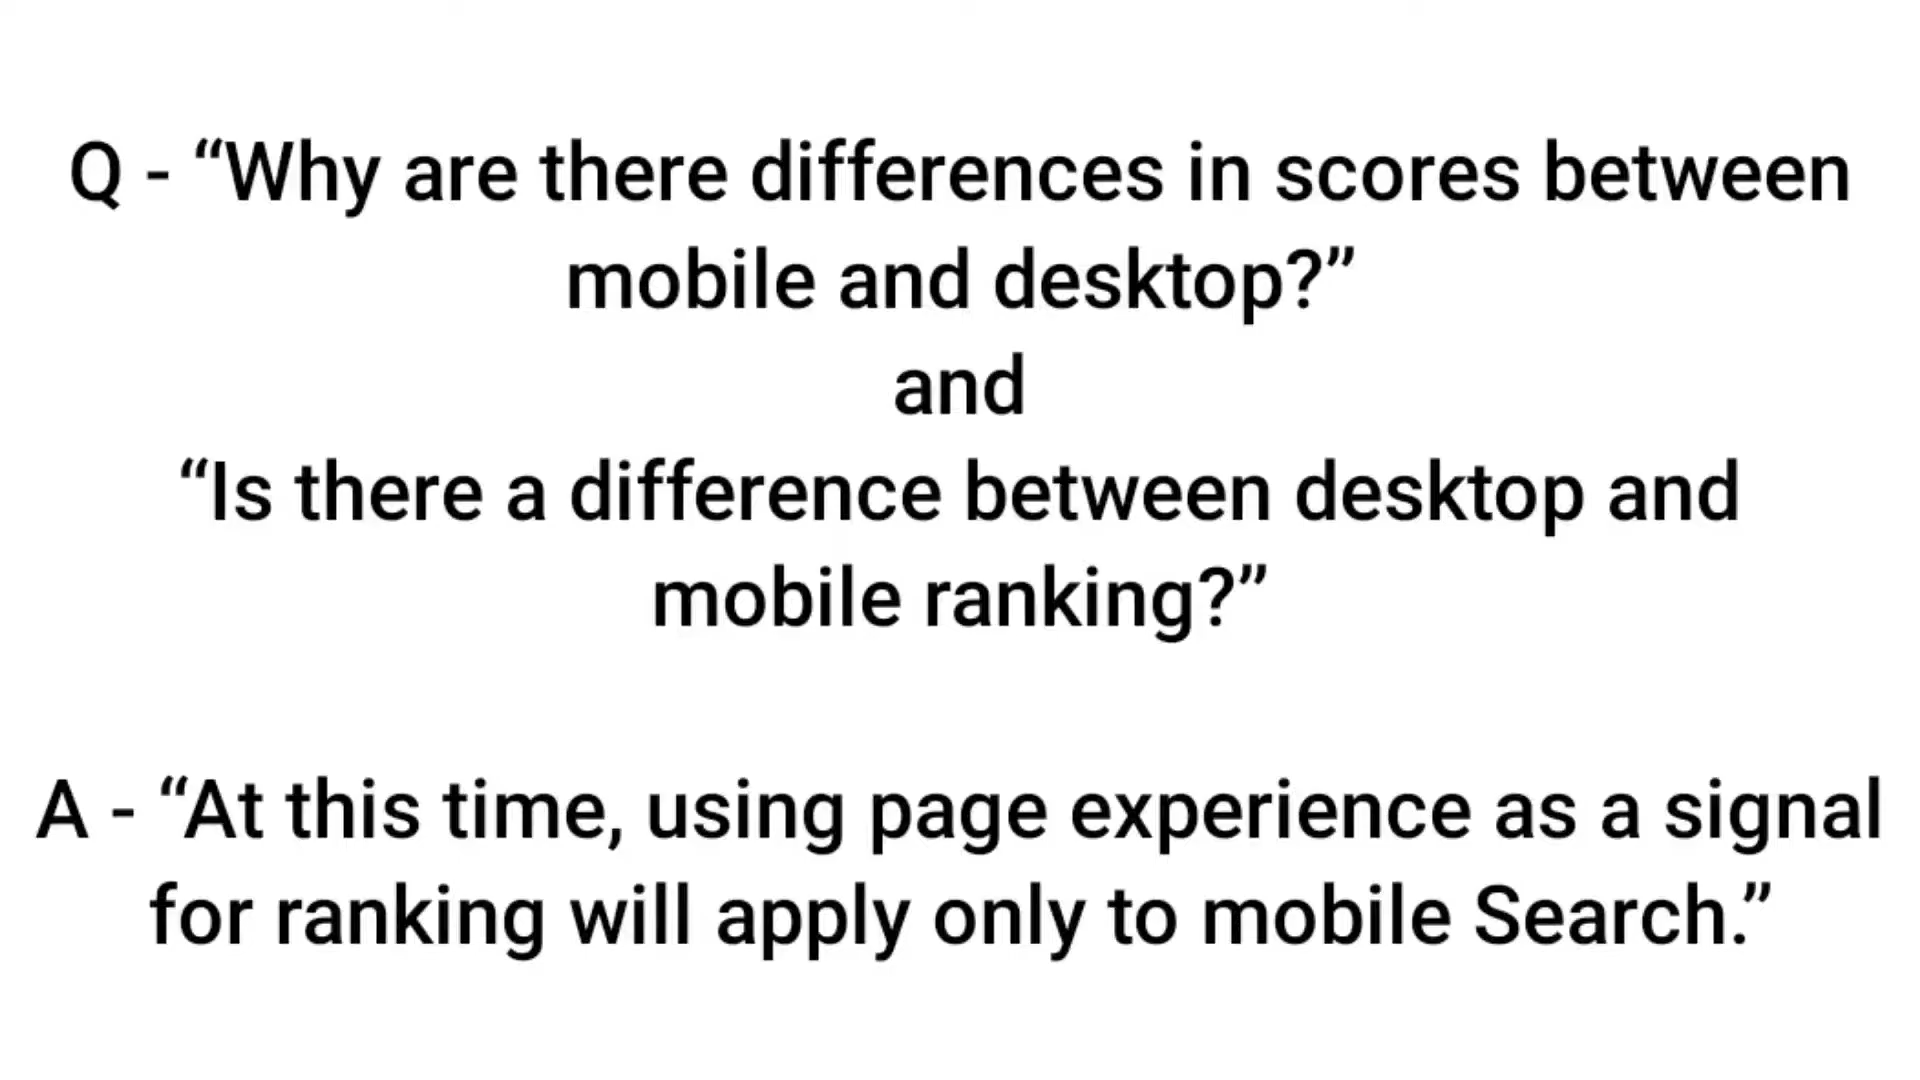 Q - “Why are there differences in scores between
mobile and desktop?”
and
“Is there a difference between desktop and
mobile ranking?”
A - “At this time, using page experience as a signal
for ranking will apply only to mobile Search.”